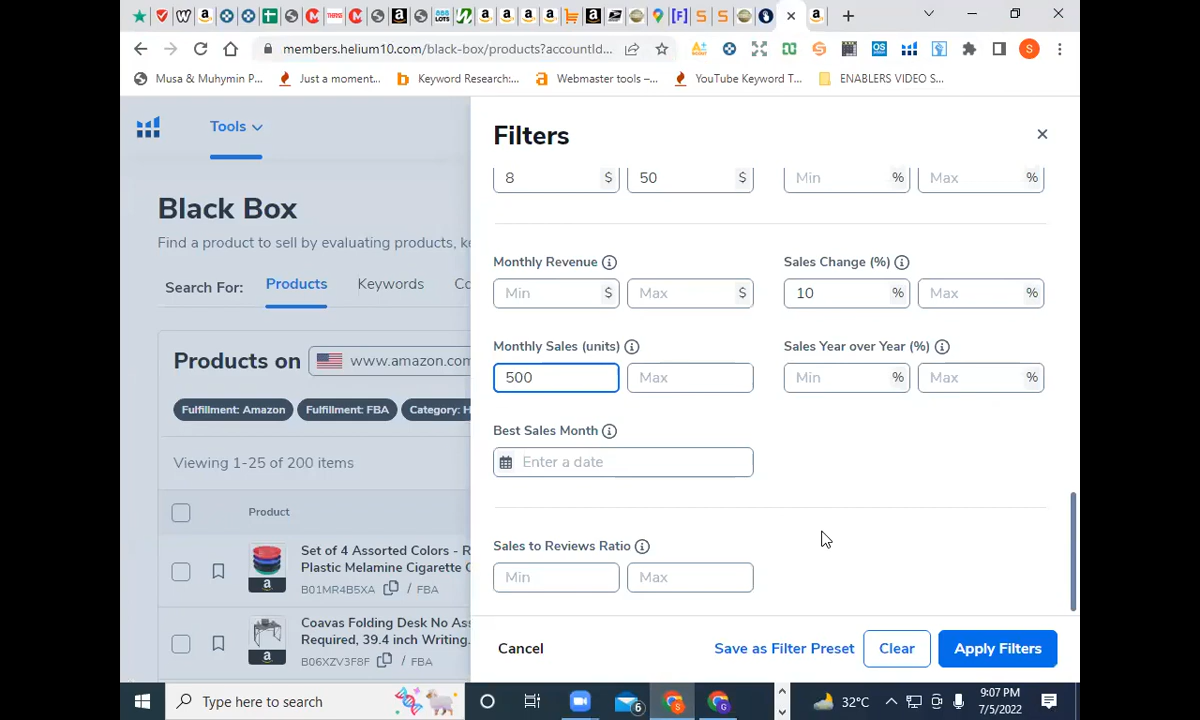 members.helium10.com/black-box/products?accountId...
Musa & Muhymin P...
Just a moment...
Keyword Research:...
Webmaster tools –...
YouTube Keyword T...
ENABLERS VIDEO S...
Tools
Black Box
Find a product to sell by evaluating products, ke
Search For:
Products
Keywords
Co
Products on
www.amazon.com
Fulfillment: Amazon
Fulfillment: FBA
Category: H
Viewing 1-25 of 200 items
Product
Set of 4 Assorted Colors - R
Plastic Melamine Cigarette C
B01MR4B5XA / FBA
Coavas Folding Desk No Ass
Required, 39.4 inch Writing...
B06XZV3F8F / FBA
Filters
8 $ 50 $ Min % Max %
Monthly Revenue
Sales Change (%)
Min $ Max $ 10 % Max %
Monthly Sales (units)
Sales Year over Year (%)
500 Max Min % Max %
Best Sales Month
Enter a date
Sales to Reviews Ratio
Min Max
Cancel
Save as Filter Preset
Clear
Apply Filters
Type here to search
6
32°C
9:07 PM
7/5/2022